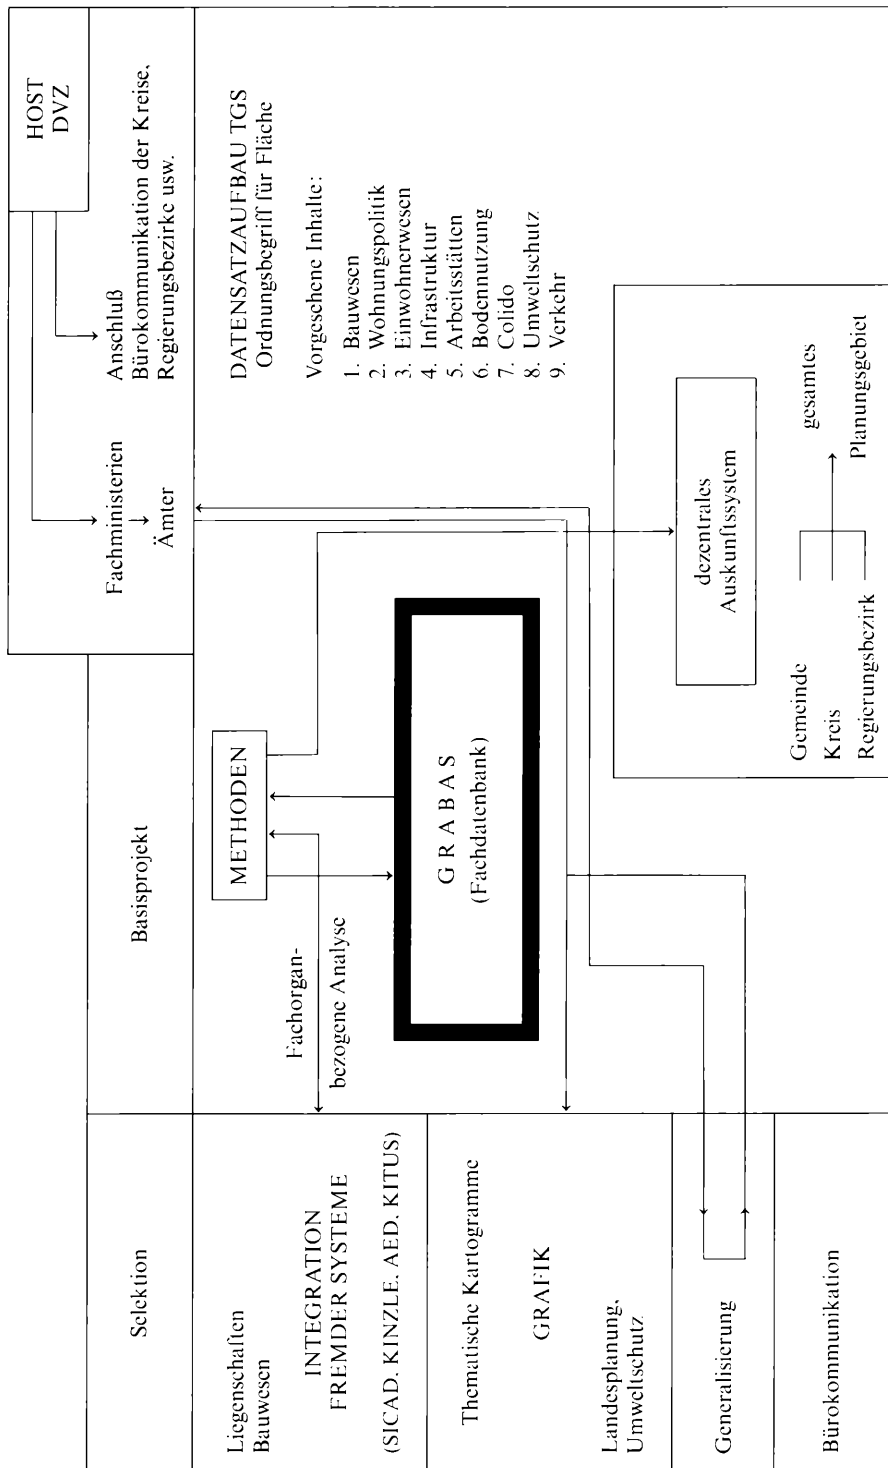 HOST
DVZ
Fachministerien
Ämter
Anschluß
Bürokommunikation der Kreise,
Regierungsbezirke usw.
Selektion
Basisprojekt
DATENSATZAUFBAU TGS
Ordnungsbegriff für Fläche
Vorgesehene Inhalte:
1. Bauwesen
2. Wohnungspolitik
3. Einwohnerwesen
4. Infrastruktur
5. Arbeitsstätten
6. Bodennutzung
7. Colido
8. Umweltschutz
9. Verkehr
METHODEN
Fachorgan-
bezogene Analyse
GRABAS
(Fachdatenbank)
Liegenschaften
Bauwesen
INTEGRATION
FREMDER SYSTEME
(SICAD, KINZLE, AED, KITUS)
Thematische Kartogramme
GRAFIK
Landesplanung,
Umweltschutz
Generalisierung
Bürokommunikation
dezentrales
Auskunftssystem
Gemeinde
Kreis
Regierungsbezirk
gesamtes
Planungsgebiet